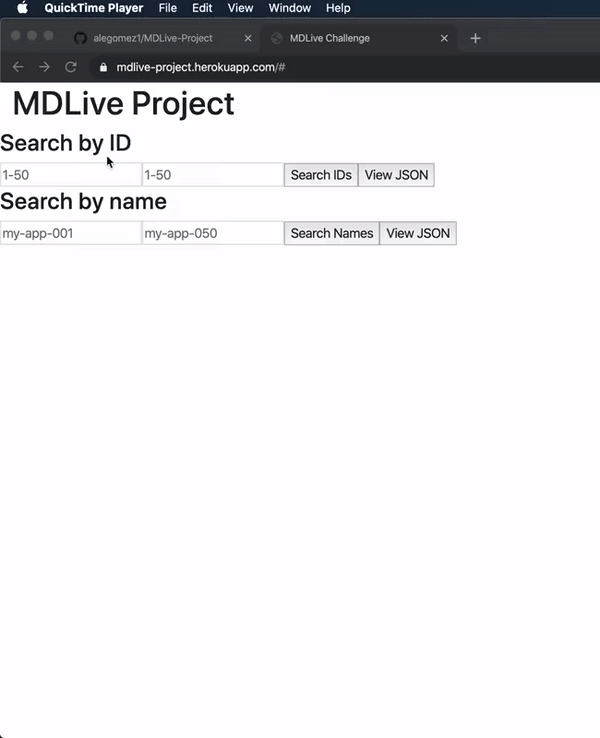 QuickTime Player File Edit View Window Help
alegomez1/MDLive-Project MDLive Challenge
mdlive-project.herokuapp.com/#
MDLive Project
Search by ID
1-50 1-50 Search IDs View JSON
Search by name
my-app-001 my-app-050 Search Names View JSON